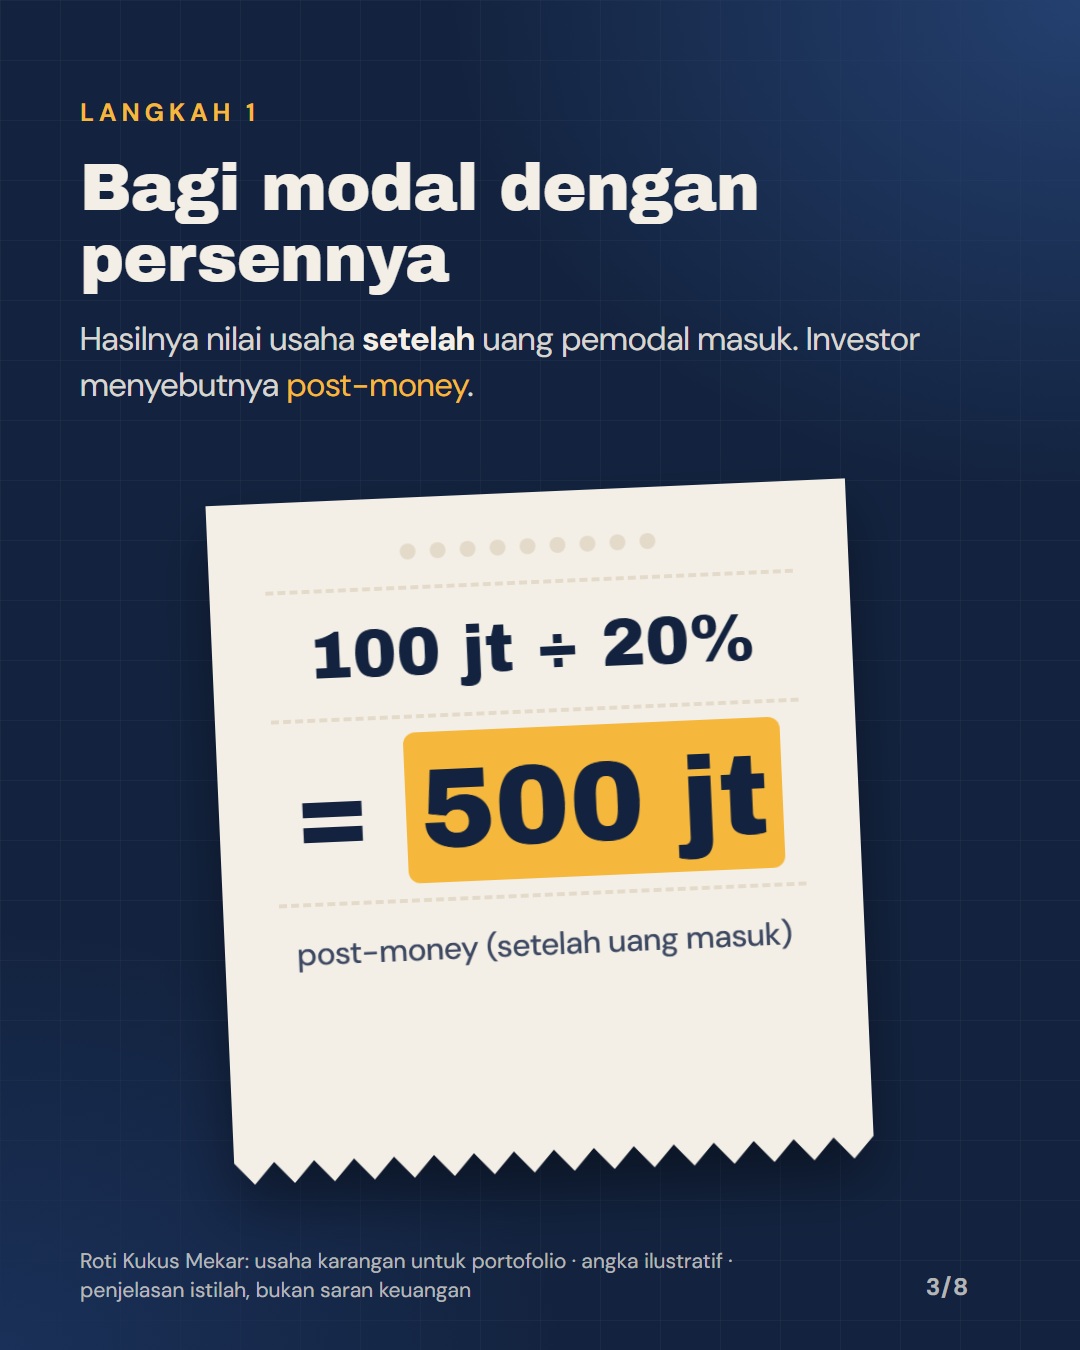 LANGKAH 1
Bagi modal dengan
persennya
Hasilnya nilai usaha setelah uang pemodal masuk. Investor
menyebutnya post-money.
100 jt ÷ 20%
= 500 jt
post-money (setelah uang masuk)
Roti Kukus Mekar: usaha karangan untuk portofolio · angka ilustratif ·
penjelasan istilah, bukan saran keuangan
3/8